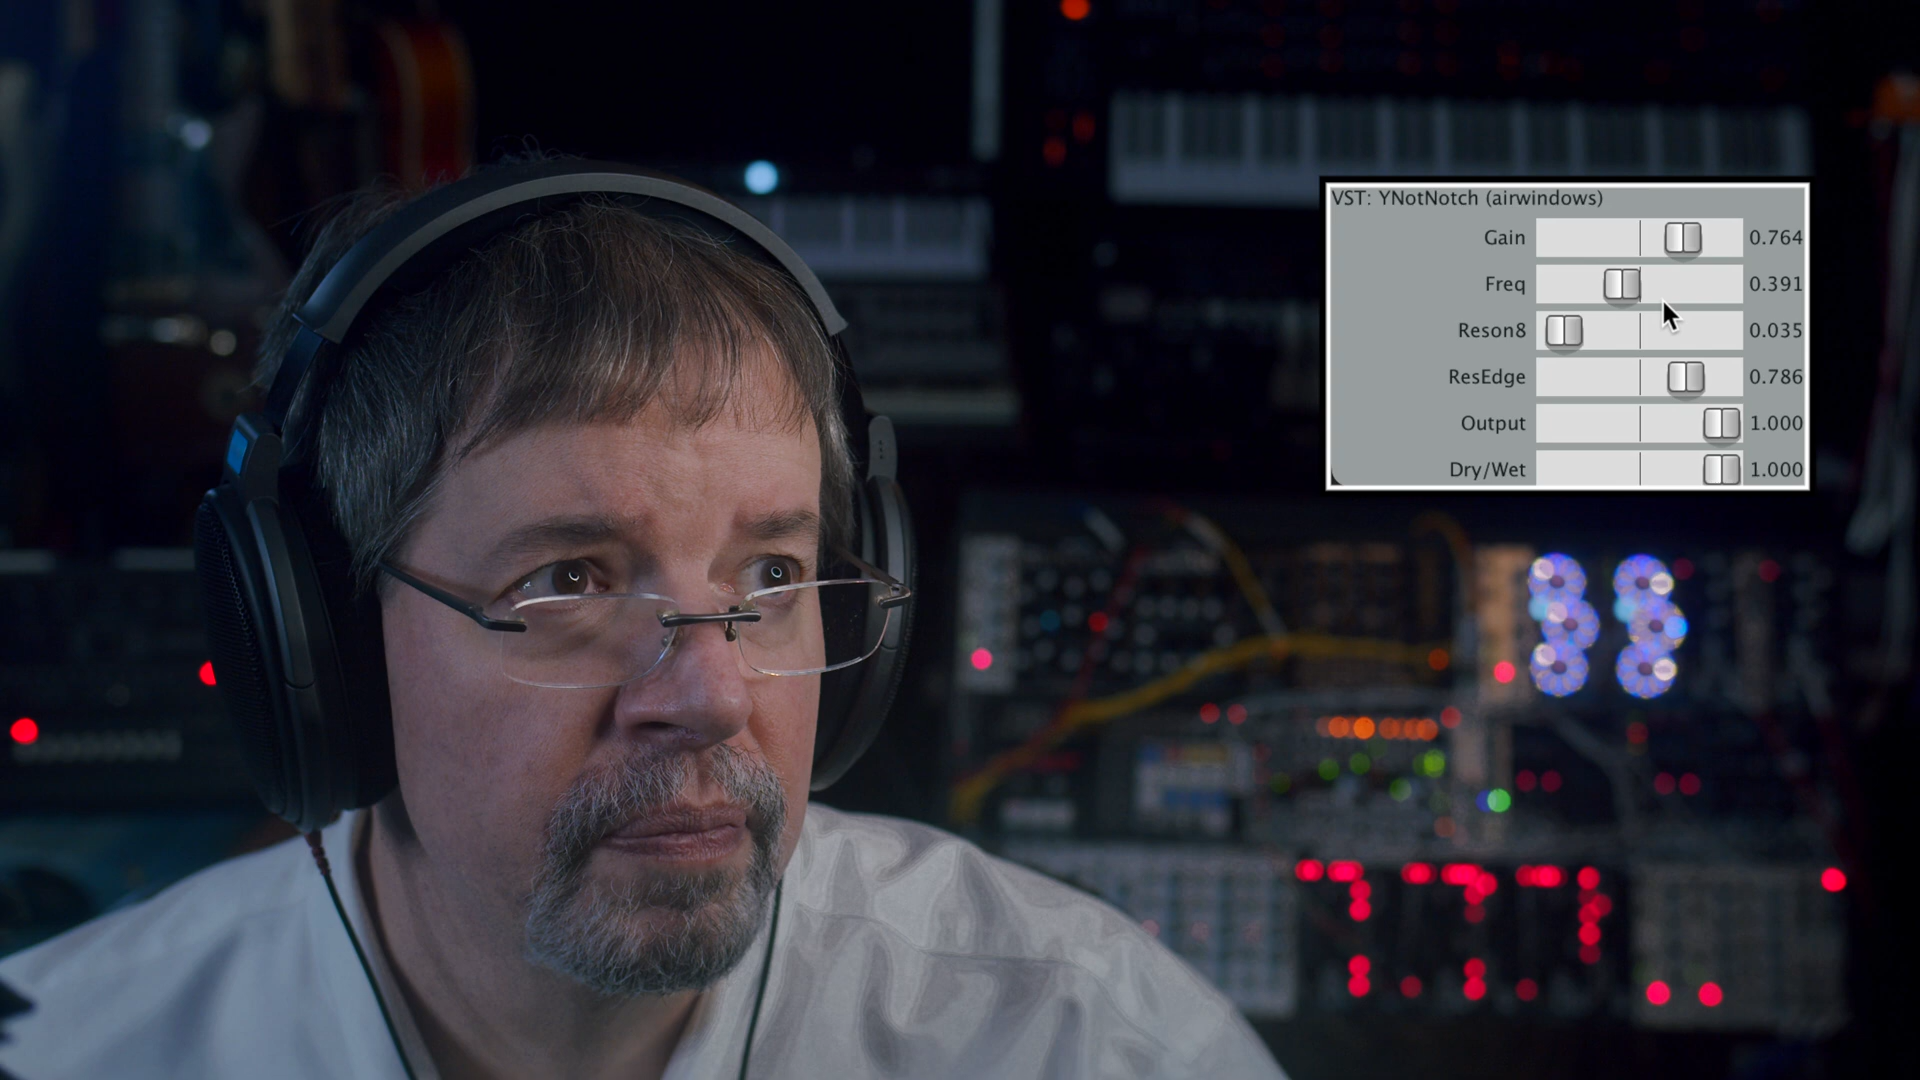 VST: YNotNotch (airwindows)
Gain 0.764
Freq 0.391
Reson8 0.035
ResEdge 0.786
Output 1.000
Dry/Wet 1.000